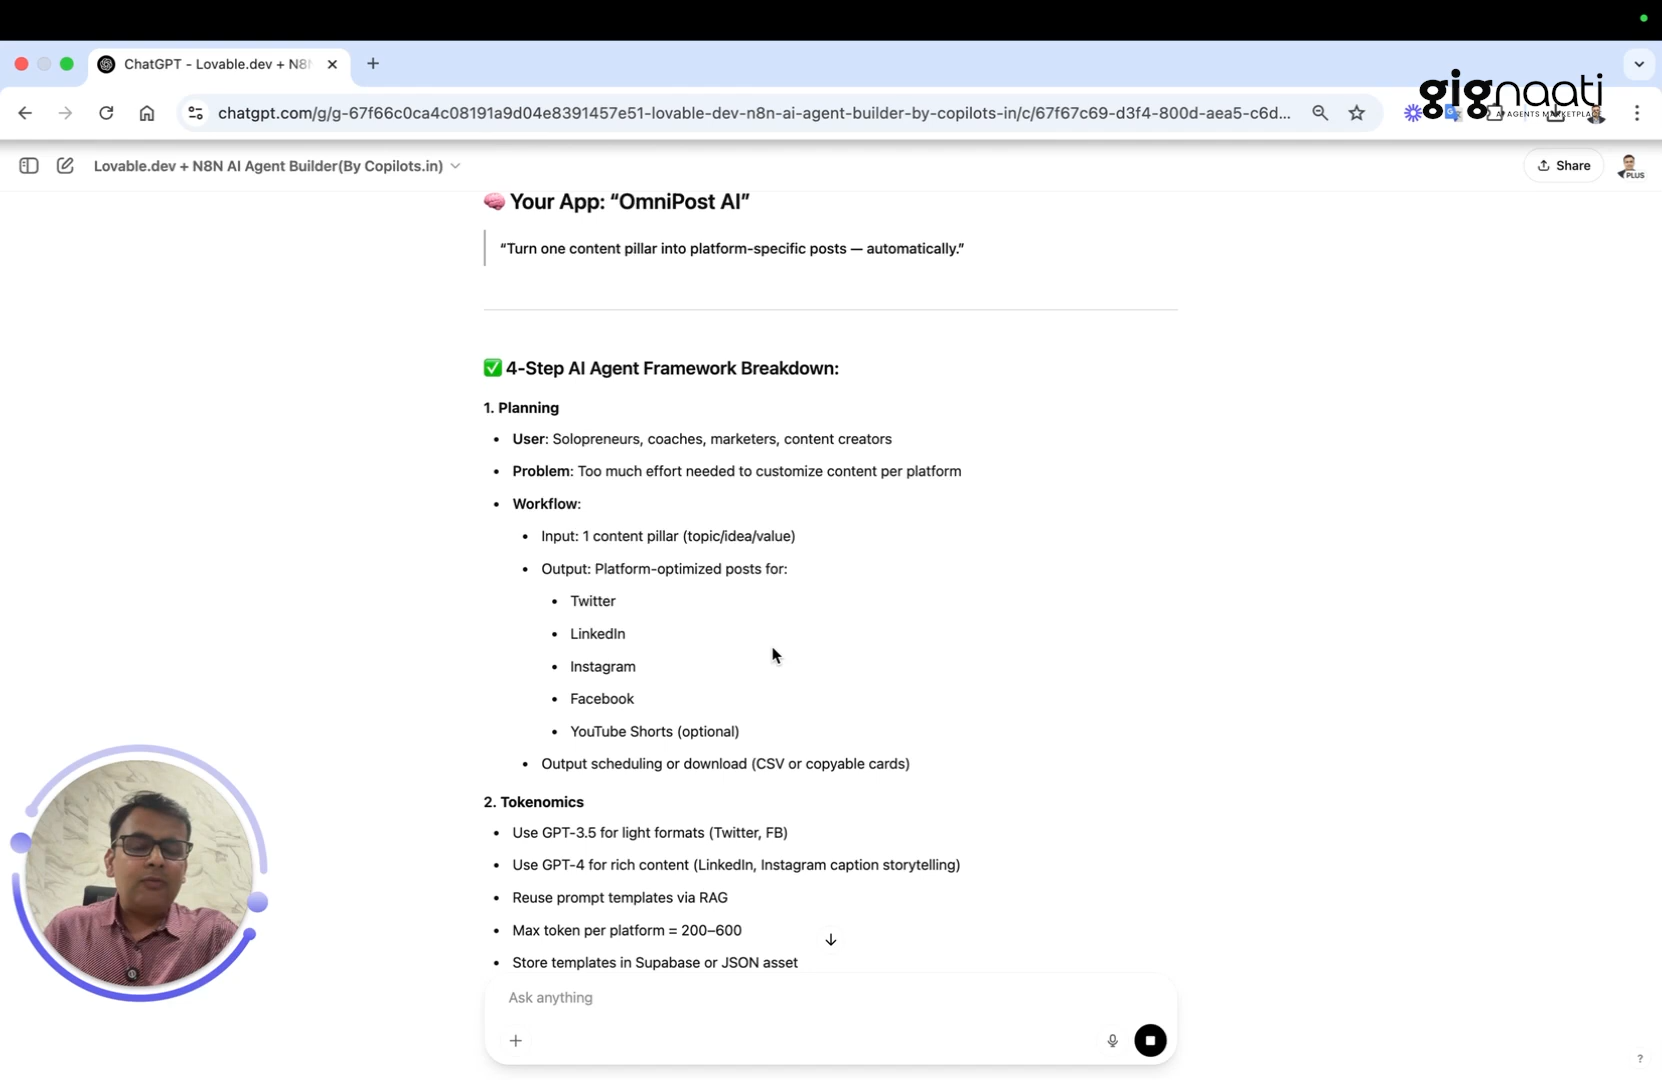 ChatGPT - Lovable.dev + N8
chatgpt.com/g/g-67f66c0ca4c08191a9d04e8391457e51-lovable-dev-n8n-ai-agent-builder-by-copilots-in/c/67f67c69-d3f4-800d-aea5-c6d...
gignaati
AI AGENTS MARKETPLACE
Lovable.dev + N8N AI Agent Builder(By Copilots.in)
Share
PLUS
🧠 Your App: “OmniPost AI”
“Turn one content pillar into platform-specific posts — automatically.”
✅ 4-Step AI Agent Framework Breakdown:
1. Planning
• User: Solopreneurs, coaches, marketers, content creators
• Problem: Too much effort needed to customize content per platform
• Workflow:
• Input: 1 content pillar (topic/idea/value)
• Output: Platform-optimized posts for:
• Twitter
• LinkedIn
• Instagram
• Facebook
• YouTube Shorts (optional)
• Output scheduling or download (CSV or copyable cards)
2. Tokenomics
• Use GPT-3.5 for light formats (Twitter, FB)
• Use GPT-4 for rich content (LinkedIn, Instagram caption storytelling)
• Reuse prompt templates via RAG
• Max token per platform = 200–600
• Store templates in Supabase or JSON asset
Ask anything
?